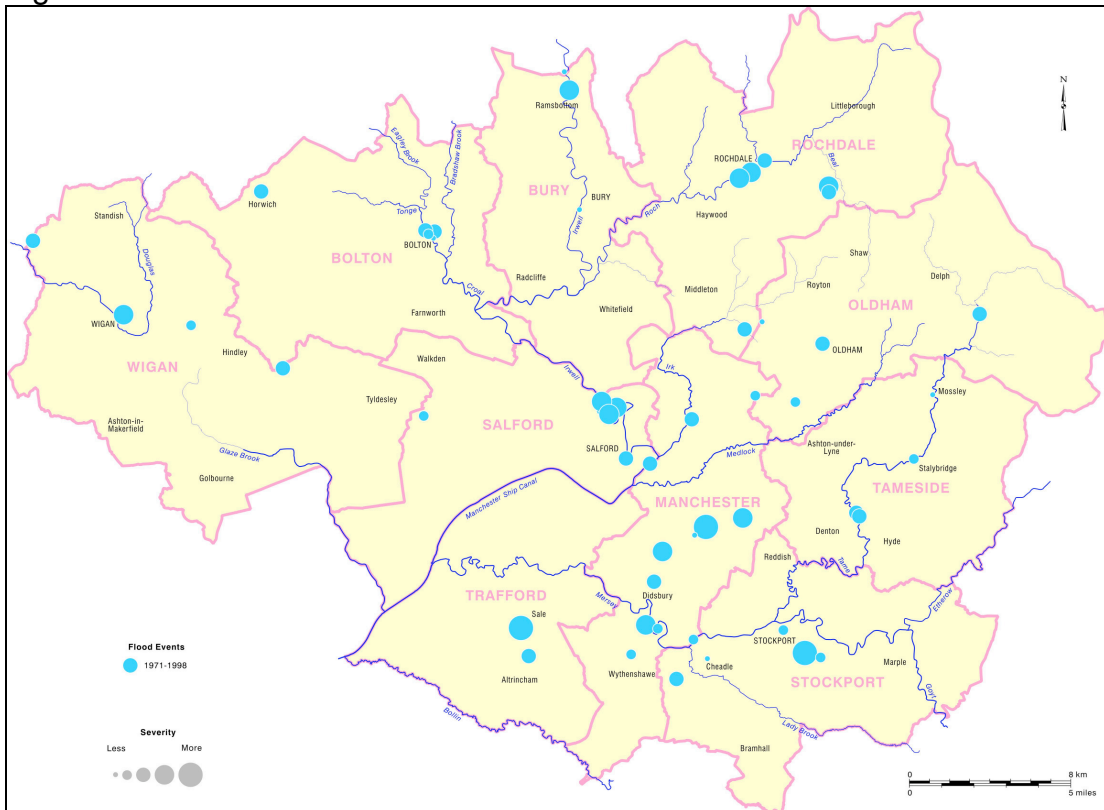 Ramsbottom
Littleborough
ROCHDALE
ROCHDALE
Beal
N
Eagley Brook
Bradshaw Brook
BURY
BURY
Roch
Irwell
Haywood
Standish
Horwich
Tonge
BOLTON
BOLTON
Douglas
Radcliffe
Croal
Farnworth
Whitefield
Middleton
Royton
Shaw
Delph
OLDHAM
OLDHAM
WIGAN
WIGAN
Hindley
Walkden
Irwell
Irk
Mossley
Tyldesley
Ashton-in-
Makerfield
SALFORD
SALFORD
Glaze Brook
Golbourne
Medlock
Ashton-under-
Lyne
Stalybridge
TAMESIDE
Manchester Ship Canal
MANCHESTER
Denton
Hyde
Reddish
Tame
Etherow
Didsbury
Mersey
TRAFFORD
Sale
STOCKPORT
STOCKPORT
Cheadle
Marple
Goyt
Wythenshawe
Altrincham
Bollin
Lady Brook
Bramhall
Flood Events
1971-1998
Severity
Less More
0 8 km
0 5 miles